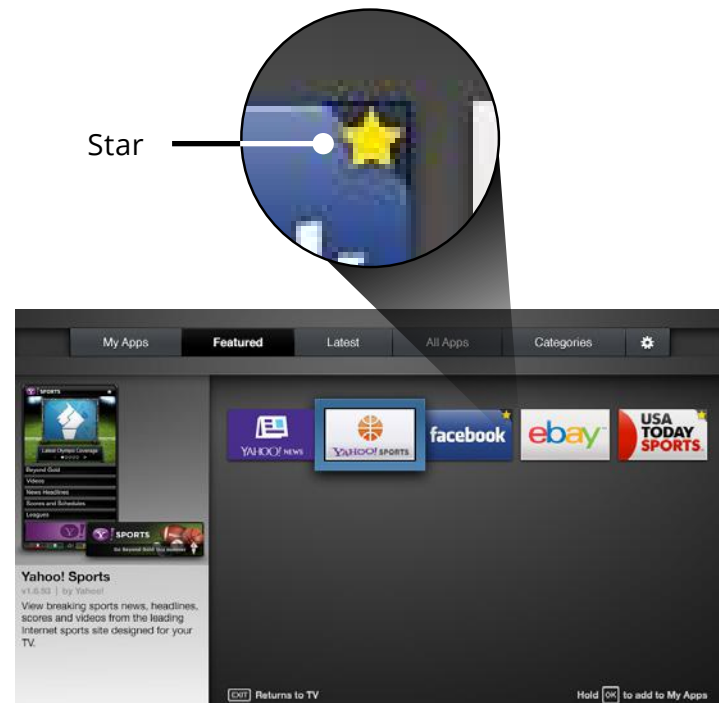 Star
My Apps Featured Latest All Apps Categories
Y! SPORTS
Latest Olympic Coverage
Beyond Gold
Videos
News Headlines
Scores and Schedules
Leagues
Y! SPORTS
Go Beyond Gold
YAHOO! NEWS
YAHOO! SPORTS
facebook
ebay
USA
TODAY
SPORTS
Yahoo! Sports
by Yahoo!
View breaking sports news, headlines,
scores and videos from the leading
Internet sports site designed for your
TV.
EXIT Returns to TV
Hold OK to add to My Apps